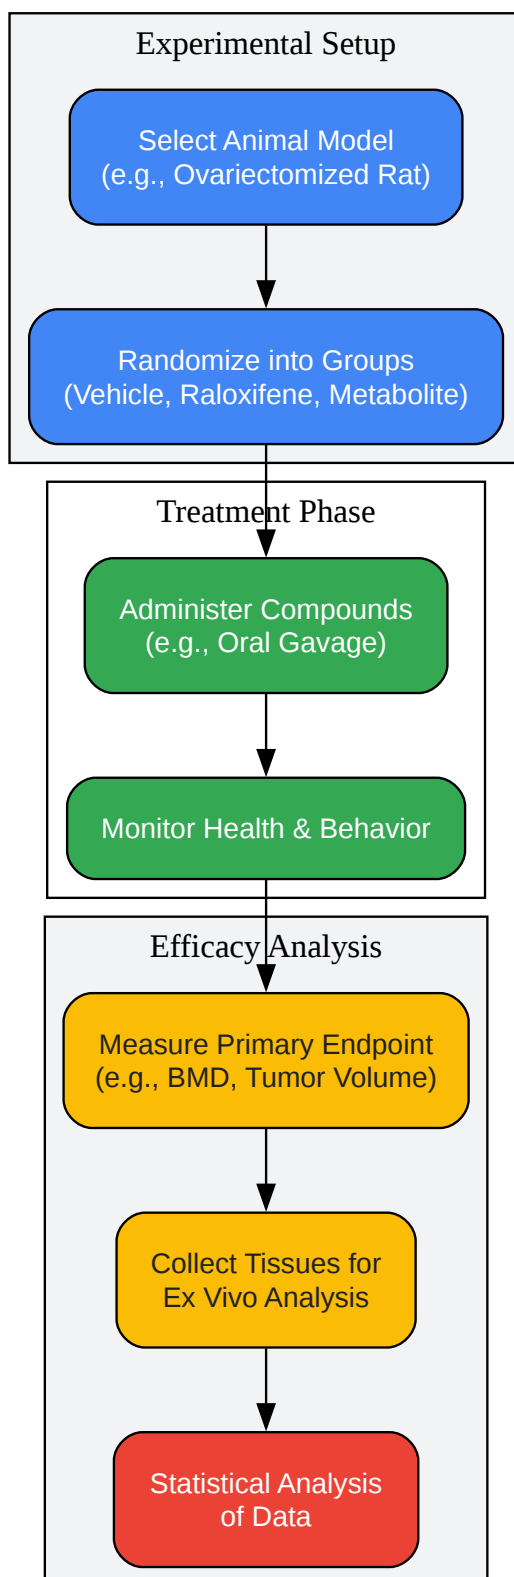 Experimental Setup
Select Animal Model
(e.g., Ovariectomized Rat)
Randomize into Groups
(Vehicle, Raloxifene, Metabolite)
Treatment Phase
Administer Compounds
(e.g., Oral Gavage)
Monitor Health & Behavior
Efficacy Analysis
Measure Primary Endpoint
(e.g., BMD, Tumor Volume)
Collect Tissues for
Ex Vivo Analysis
Statistical Analysis
of Data